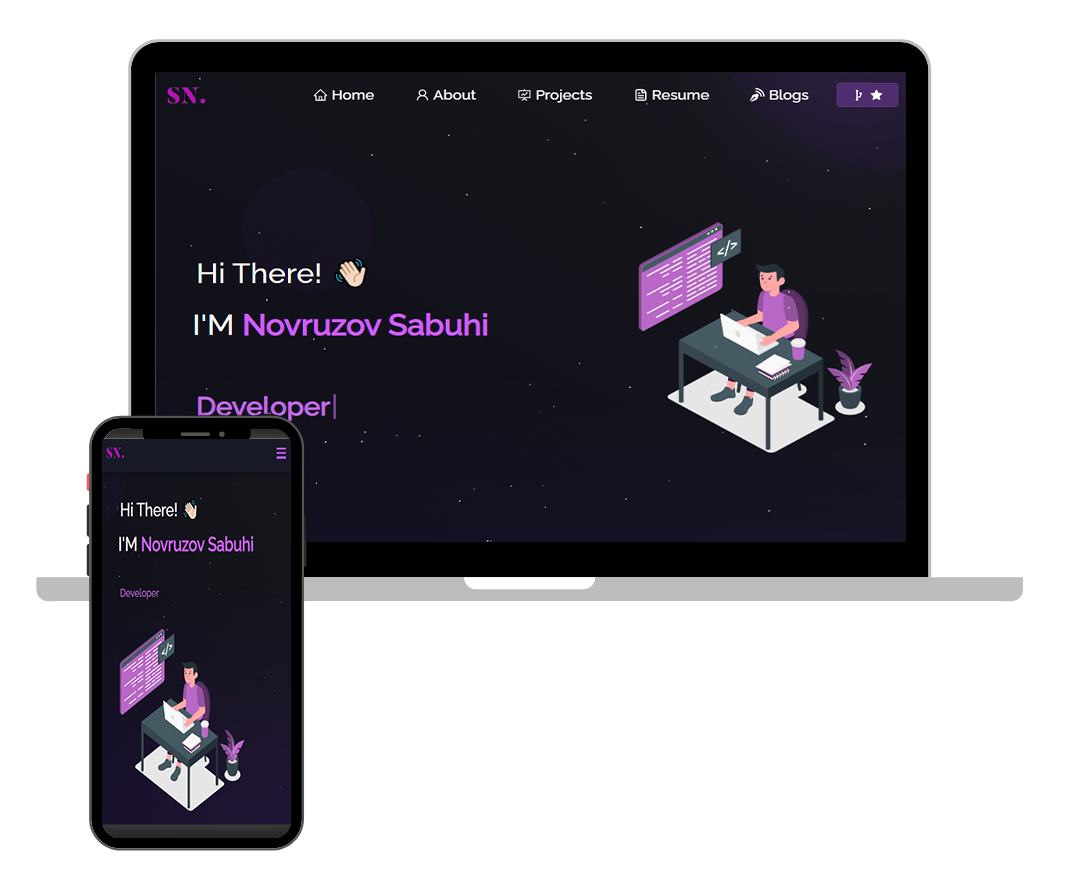 SN. Home About Projects Resume Blogs
Hi There!
I'M Novruzov Sabuhi
Developer
</>
SN.
Hi There!
I'M Novruzov Sabuhi
Developer
</>